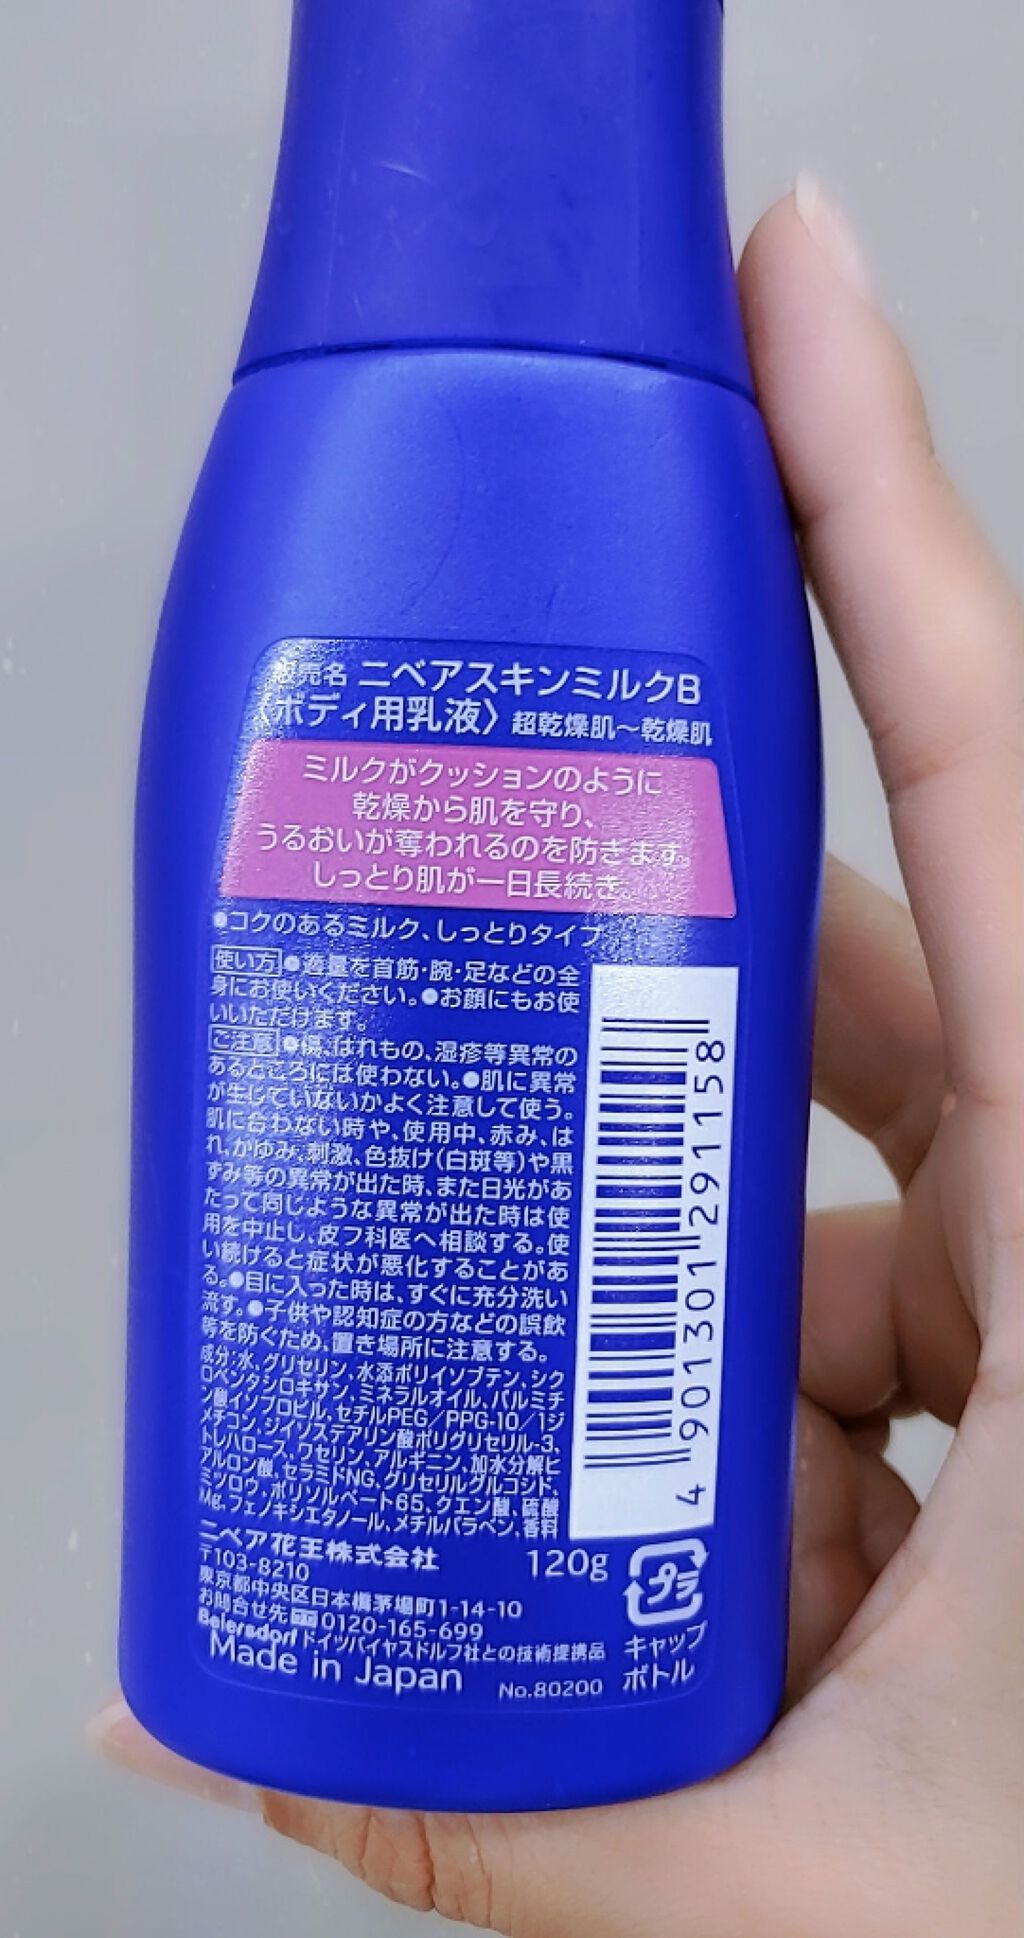 販売名 ニベアスキンミルクB
〈ボディ用乳液〉 超乾燥肌～乾燥肌
ミルクがクッションのように
乾燥から肌を守り、
うるおいが奪われるのを防ぎます。
しっとり肌が一日長続き。
●コクのあるミルク、しっとりタイプ
使い方 ●適量を首筋・腕・足などの全
身にお使いください。●お顔にもお使
いいただけます。
ご注意 ●傷、はれもの、湿疹等異常の
あるところには使わない。●肌に異常
が生じていないかよく注意して使う。
肌に合わない時や、使用中、赤み、は
れ、かゆみ、刺激、色抜け(白斑等)や黒
ずみ等の異常が出た時、また日光があ
たって同じような異常が出た時は使
用を中止し、皮フ科医へ相談する。使
い続けると症状が悪化することがあ
る。●目に入った時は、すぐに充分洗い
流す。●子供や認知症の方などの誤飲
等を防ぐため、置き場所に注意する。
成分:水、グリセリン、水添ポリイソブテン、シク
ロペンタシロキサン、ミネラルオイル、パルミチ
ン酸イソプロピル、セチルPEG/PPG-10/1ジ
メチコン、ジイソステアリン酸ポリグリセリル-3、
トレハロース、ワセリン、アルギニン、加水分解ヒ
アルロン酸、セラミドNG、グリセリルグルコシド、
ミツロウ、ポリソルベート65、クエン酸、硫酸
Mg、フェノキシエタノール、メチルパラベン、香料
4 901301 291158
ニベア花王株式会社
120g
〒103-8210
東京都中央区日本橋茅場町1-14-10
お問合せ先 0120-165-699
Beiersdorf ドイツバイヤスドルフ社との技術提携品
Made in Japan
No.80200
プラ
キャップ
ボトル